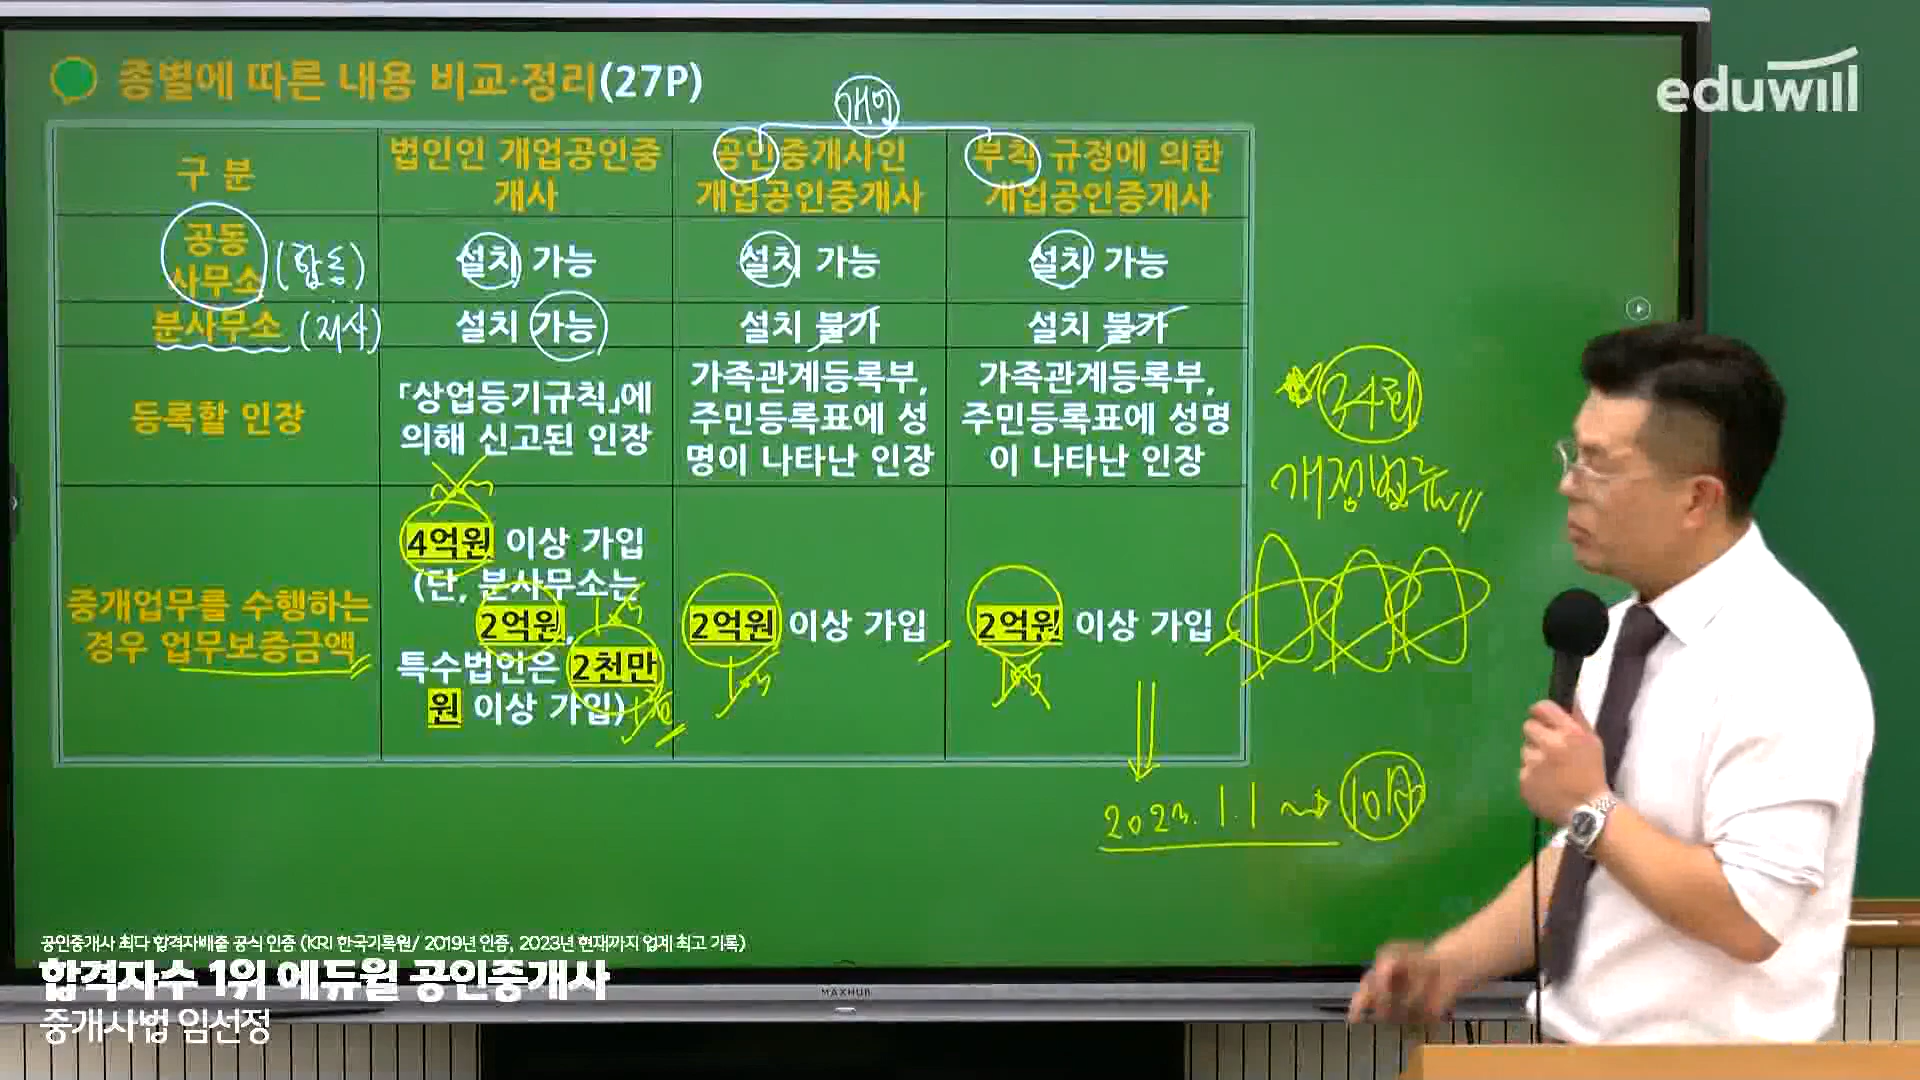 종별에 따른 내용 비교·정리(27P)
eduwill
개인
구 분
법인인 개업공인중
개사
공인중개사인
개업공인중개사
부칙 규정에 의한
개업공인중개사
공동
사무소
(합동)
설치 가능
설치 가능
설치 가능
분사무소
(지사)
설치 가능
설치 불가
설치 불가
등록할 인장
「상업등기규칙」에
의해 신고된 인장
가족관계등록부,
주민등록표에 성
명이 나타난 인장
가족관계등록부,
주민등록표에 성명
이 나타난 인장
34회
개정법률
중개업무를 수행하는
경우 업무보증금액
4억원 이상 가입
(단, 분사무소는
2억원,
특수법인은 2천만
원 이상 가입)
2억원 이상 가입
2억원 이상 가입
2023. 1. 1
공인중개사 최다 합격자배출 공식 인증 (KRI 한국기록원/ 2019년 인증, 2023년 현재까지 업계 최고 기록)
합격자수 1위 에듀윌 공인중개사
중개사법 임선정
MAXHUB